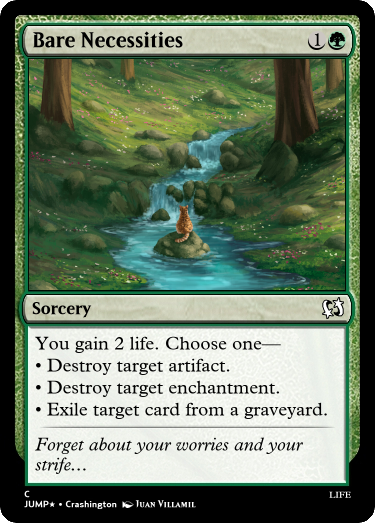 Bare Necessities 1
Sorcery
You gain 2 life. Choose one—
• Destroy target artifact.
• Destroy target enchantment.
• Exile target card from a graveyard.
Forget about your worries and your
strife…
C
JUMP★ • Crashington Juan Villamil
LIFE